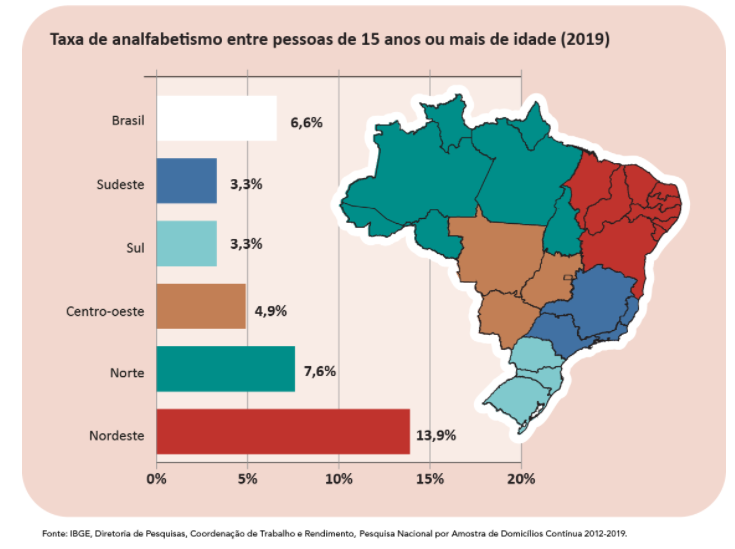 Taxa de analfabetismo entre pessoas de 15 anos ou mais de idade (2019)
Brasil 6,6%
Sudeste 3,3%
Sul 3,3%
Centro-oeste 4,9%
Norte 7,6%
Nordeste 13,9%
0% 5% 10% 15% 20%
Fonte: IBGE, Diretoria de Pesquisas, Coordenação de Trabalho e Rendimento, Pesquisa Nacional por Amostra de Domicílios Contínua 2012-2019.